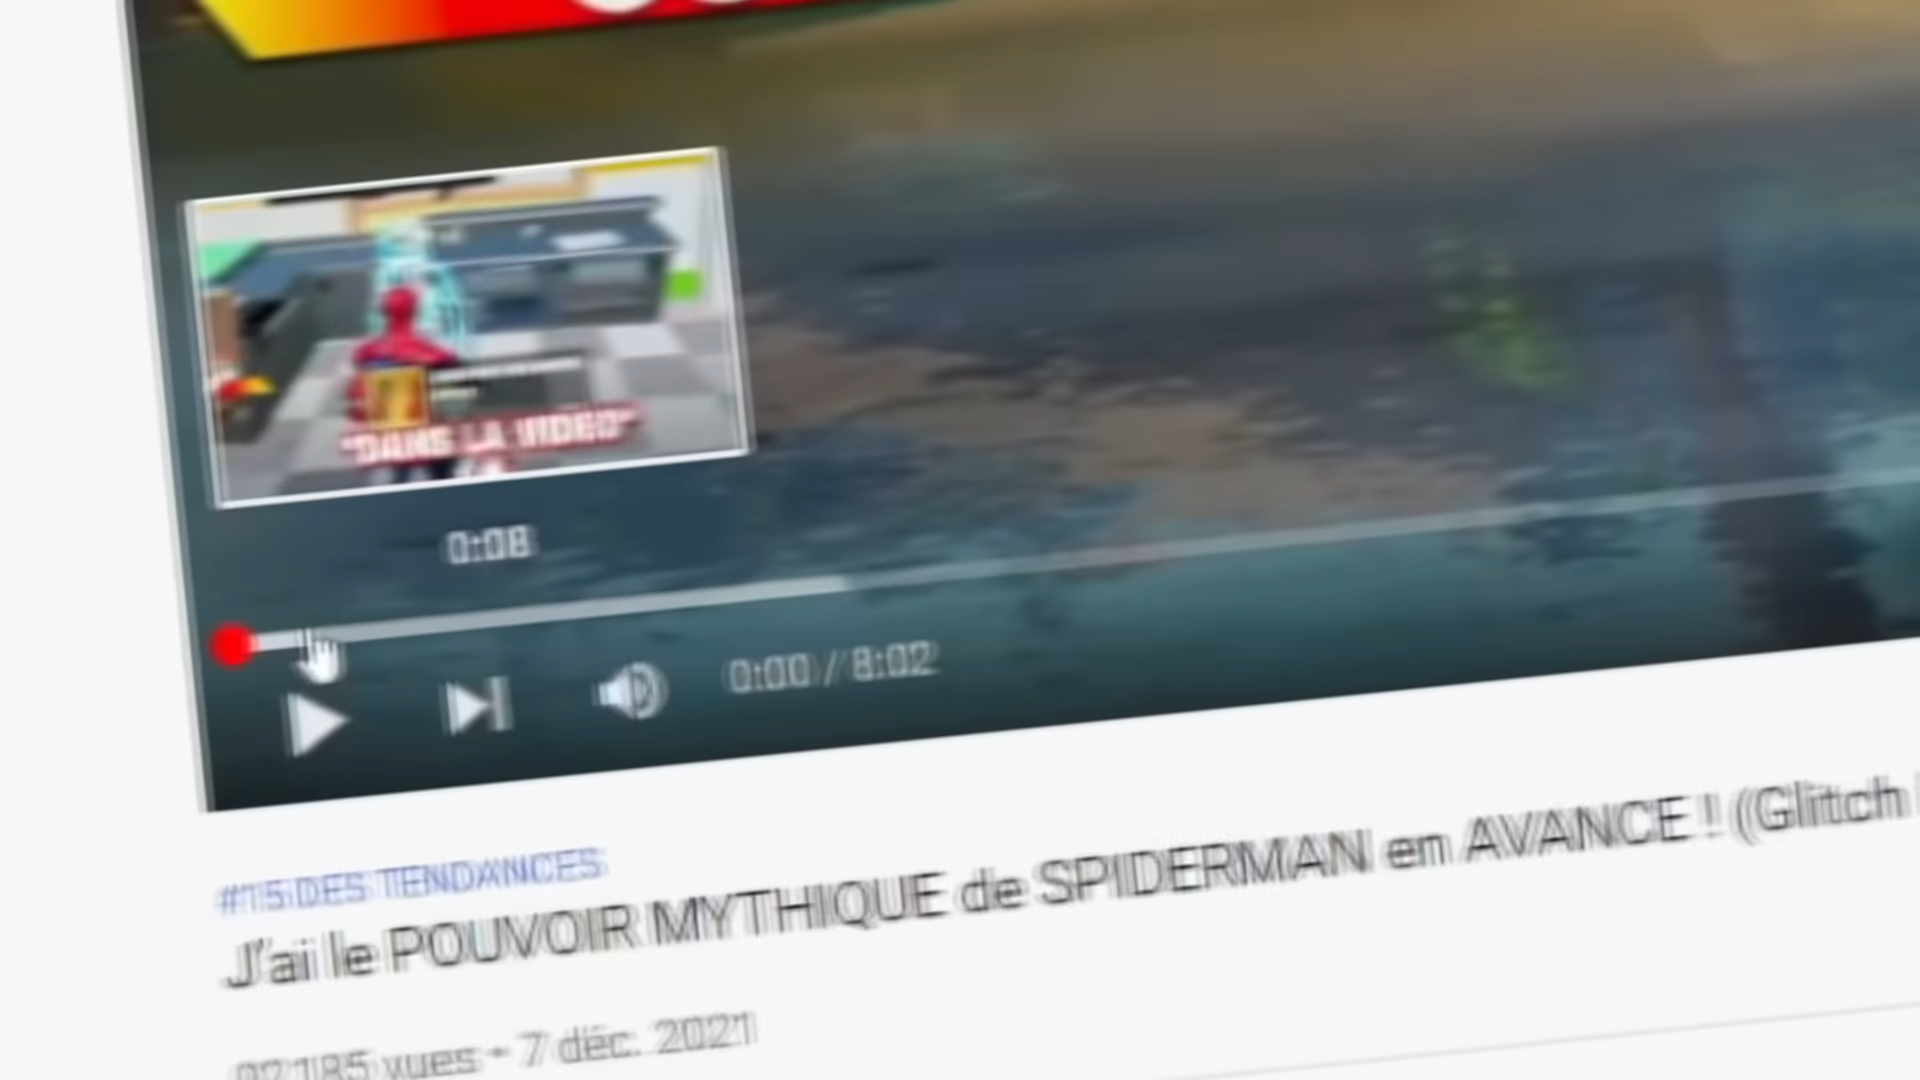 "DANS LA VIDEO"
0:08
0:00 / 8:02
#15 DES TENDANCES
J'ai le POUVOIR MYTHIQUE de SPIDERMAN en AVANCE ! (Glitch
vues • 7 déc. 2021